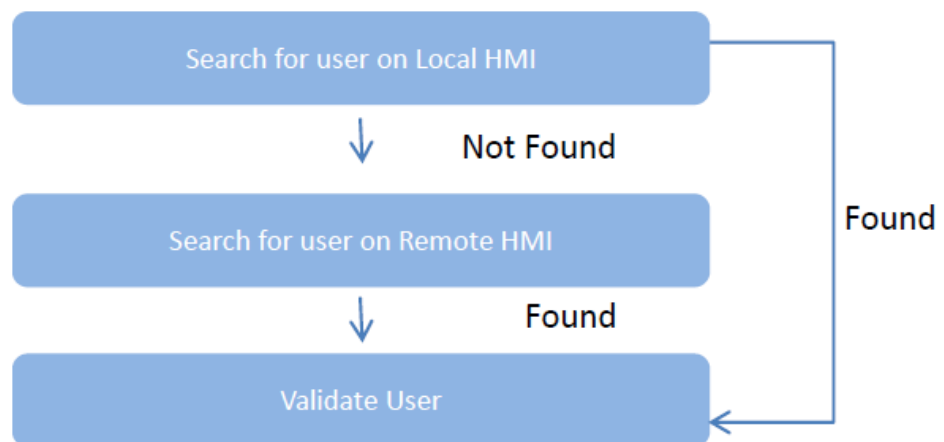 Search for user on Local HMI
Not Found
Search for user on Remote HMI
Found
Found
Validate User